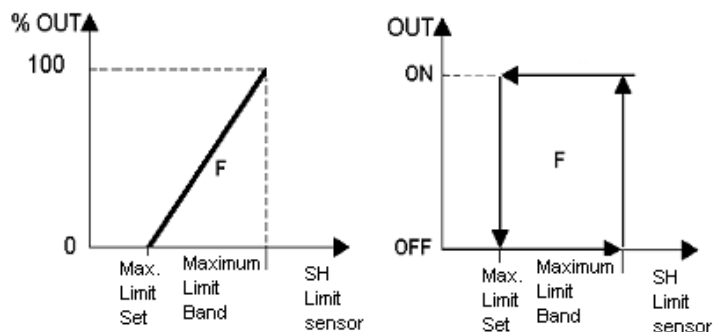 % OUT
100
F
0
Max.
Limit
Set
Maximum
Limit
Band
SH
Limit
sensor
OUT
ON
F
OFF
Max.
Limit
Set
Maximum
Limit
Band
SH
Limit
sensor